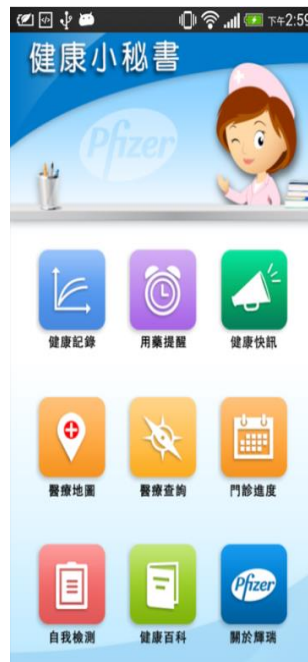 下午2:59
健康小秘書
Pfizer
健康記錄 用藥提醒 健康快訊
醫療地圖 醫療查詢 門診進度
Pfizer
自我檢測 健康百科 關於輝瑞